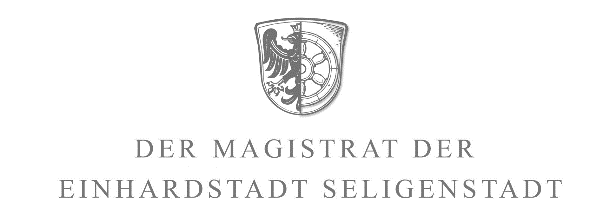 DER MAGISTRAT DER
EINHARDSTADT SELIGENSTADT